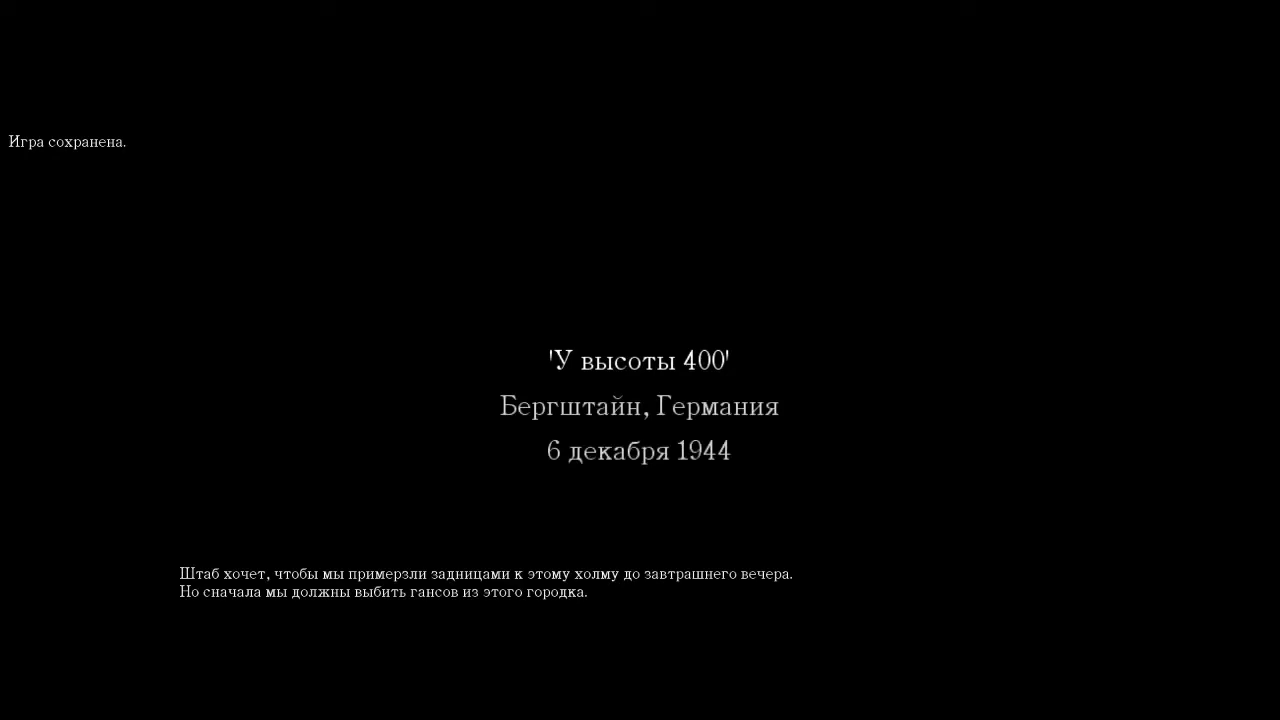 Игра сохранена.
'У высоты 400'
Бергштайн, Германия
6 декабря 1944
Штаб хочет, чтобы мы примерзли задницами к этому холму до завтрашнего вечера.
Но сначала мы должны выбить гансов из этого городка.